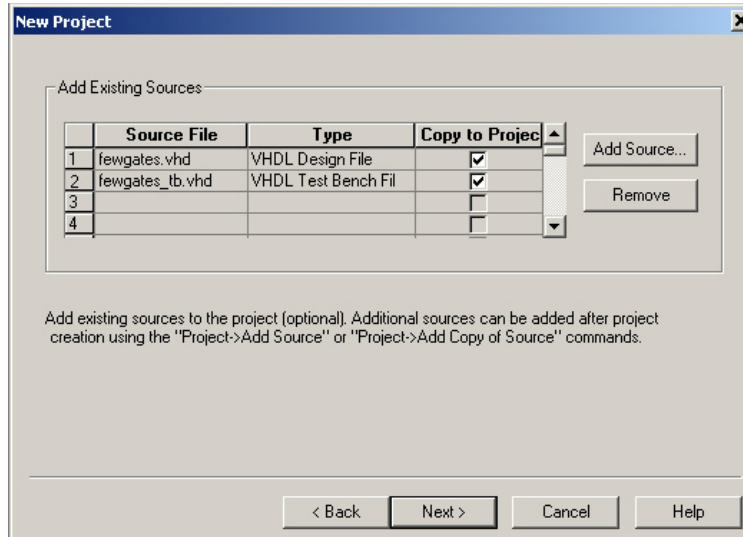 New Project
Add Existing Sources
Source File Type Copy to Projec
1 fewgates.vhd VHDL Design File
2 fewgates_tb.vhd VHDL Test Bench Fil
3
4
Add Source...
Remove
Add existing sources to the project (optional). Additional sources can be added after project
creation using the "Project->Add Source" or "Project->Add Copy of Source" commands.
< Back Next > Cancel Help